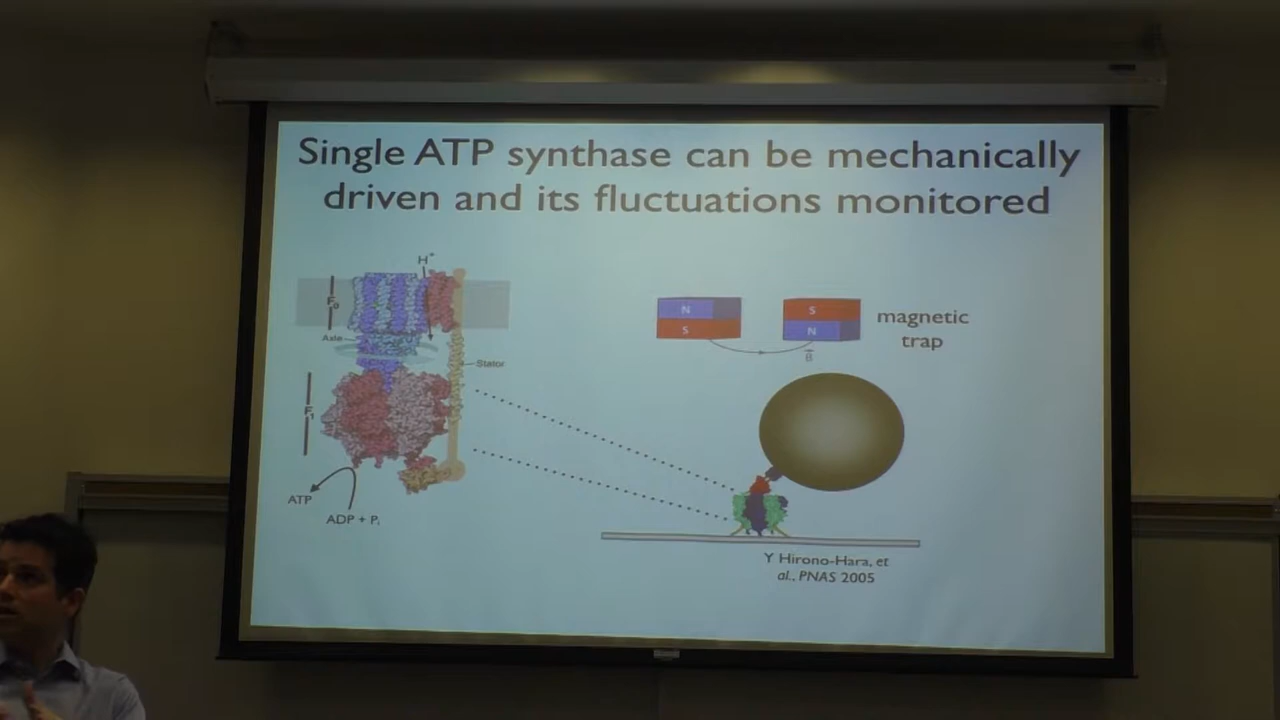 Single ATP synthase can be mechanically
driven and its fluctuations monitored
H⁺
F₀
Axle
Stator
F₁
ATP
ADP + Pᵢ
N
S
S
N
B
magnetic
trap
Y Hirono-Hara, et
al., PNAS 2005